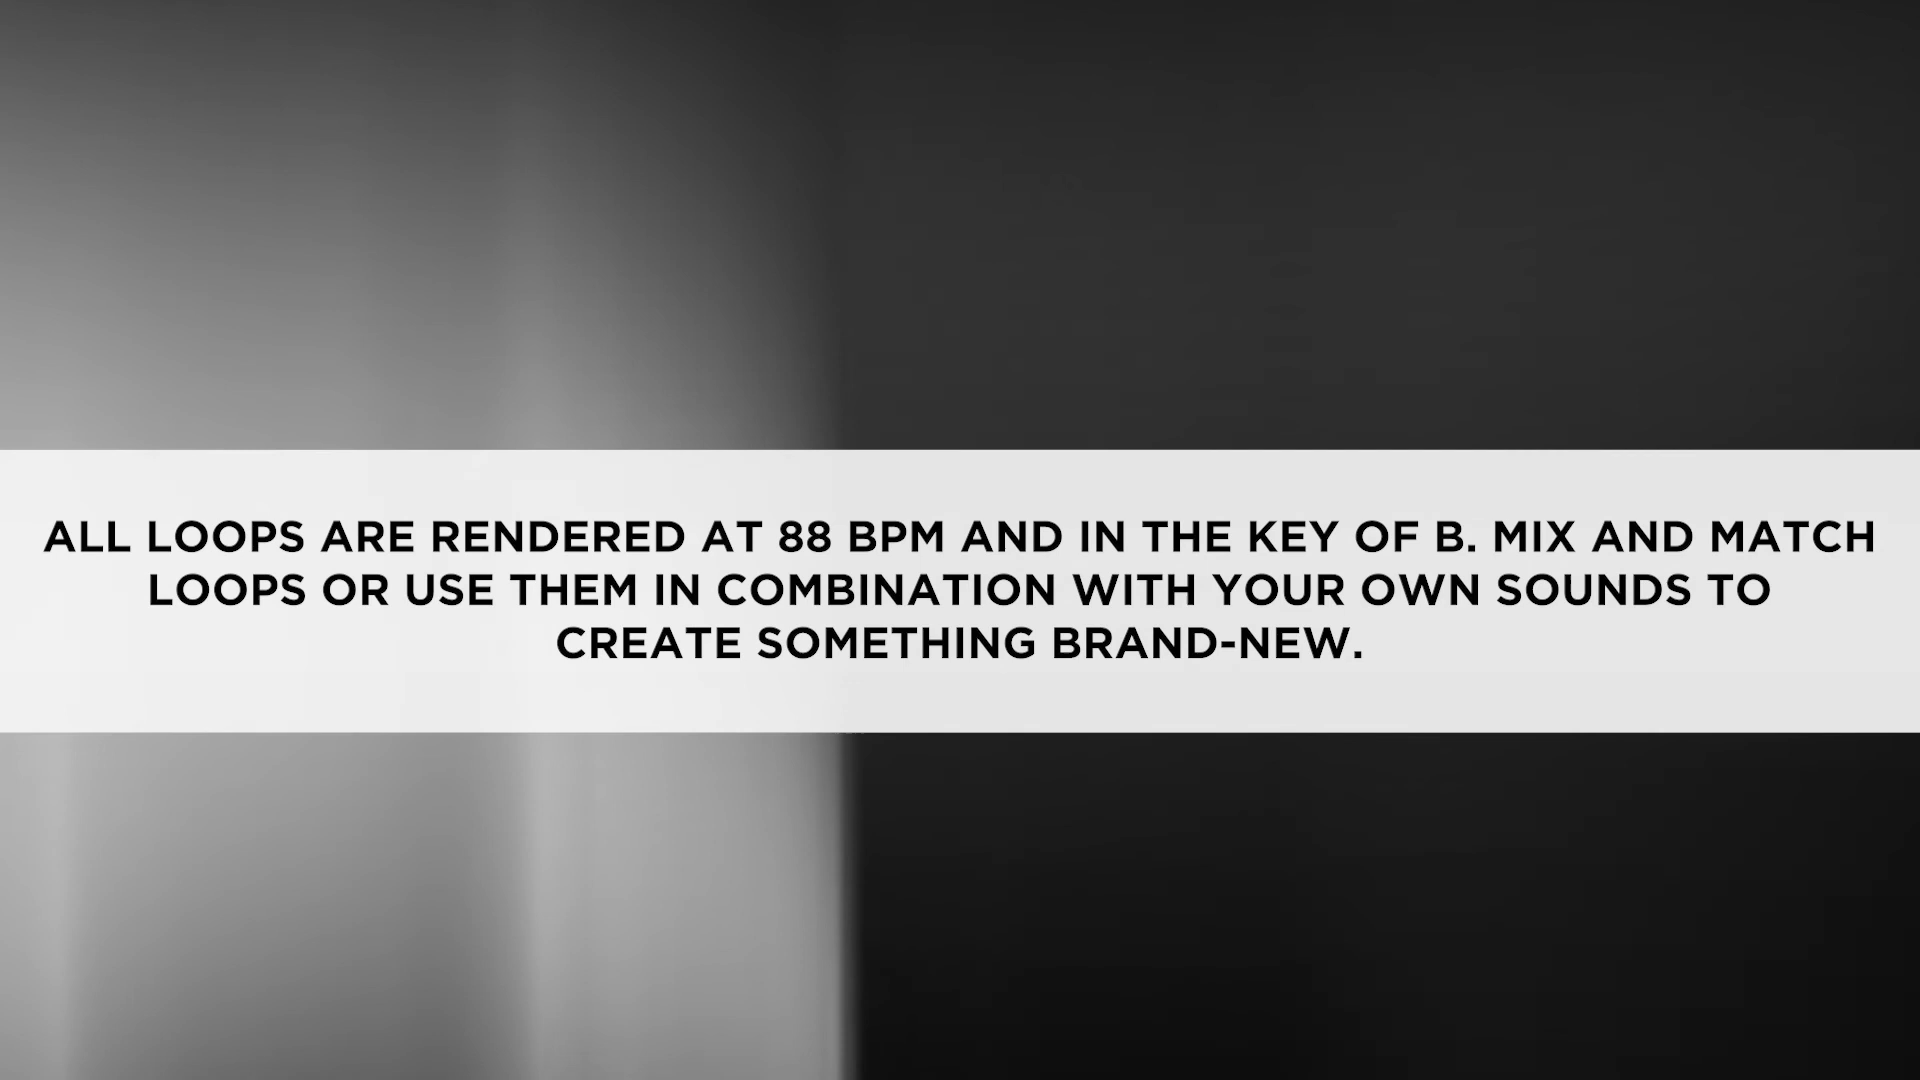 ALL LOOPS ARE RENDERED AT 88 BPM AND IN THE KEY OF B. MIX AND MATCH
LOOPS OR USE THEM IN COMBINATION WITH YOUR OWN SOUNDS TO
CREATE SOMETHING BRAND-NEW.